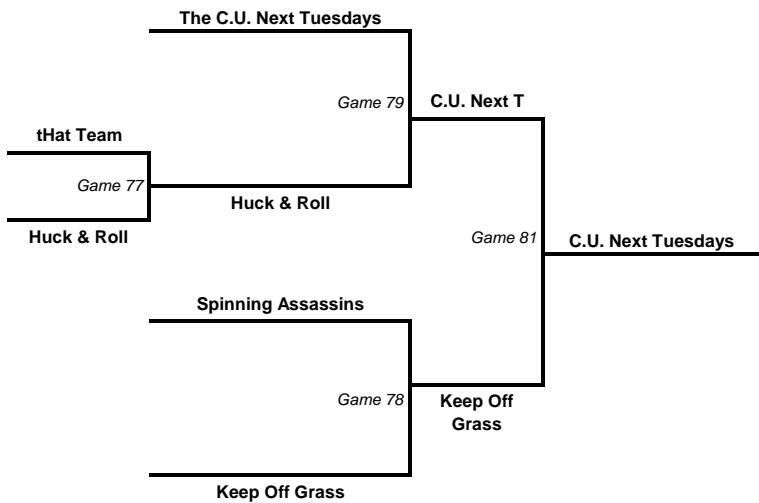 The C.U. Next Tuesdays
Game 79
C.U. Next T
tHat Team
Game 77
Huck & Roll
Huck & Roll
Game 81
C.U. Next Tuesdays
Spinning Assassins
Game 78
Keep Off
Grass
Keep Off Grass